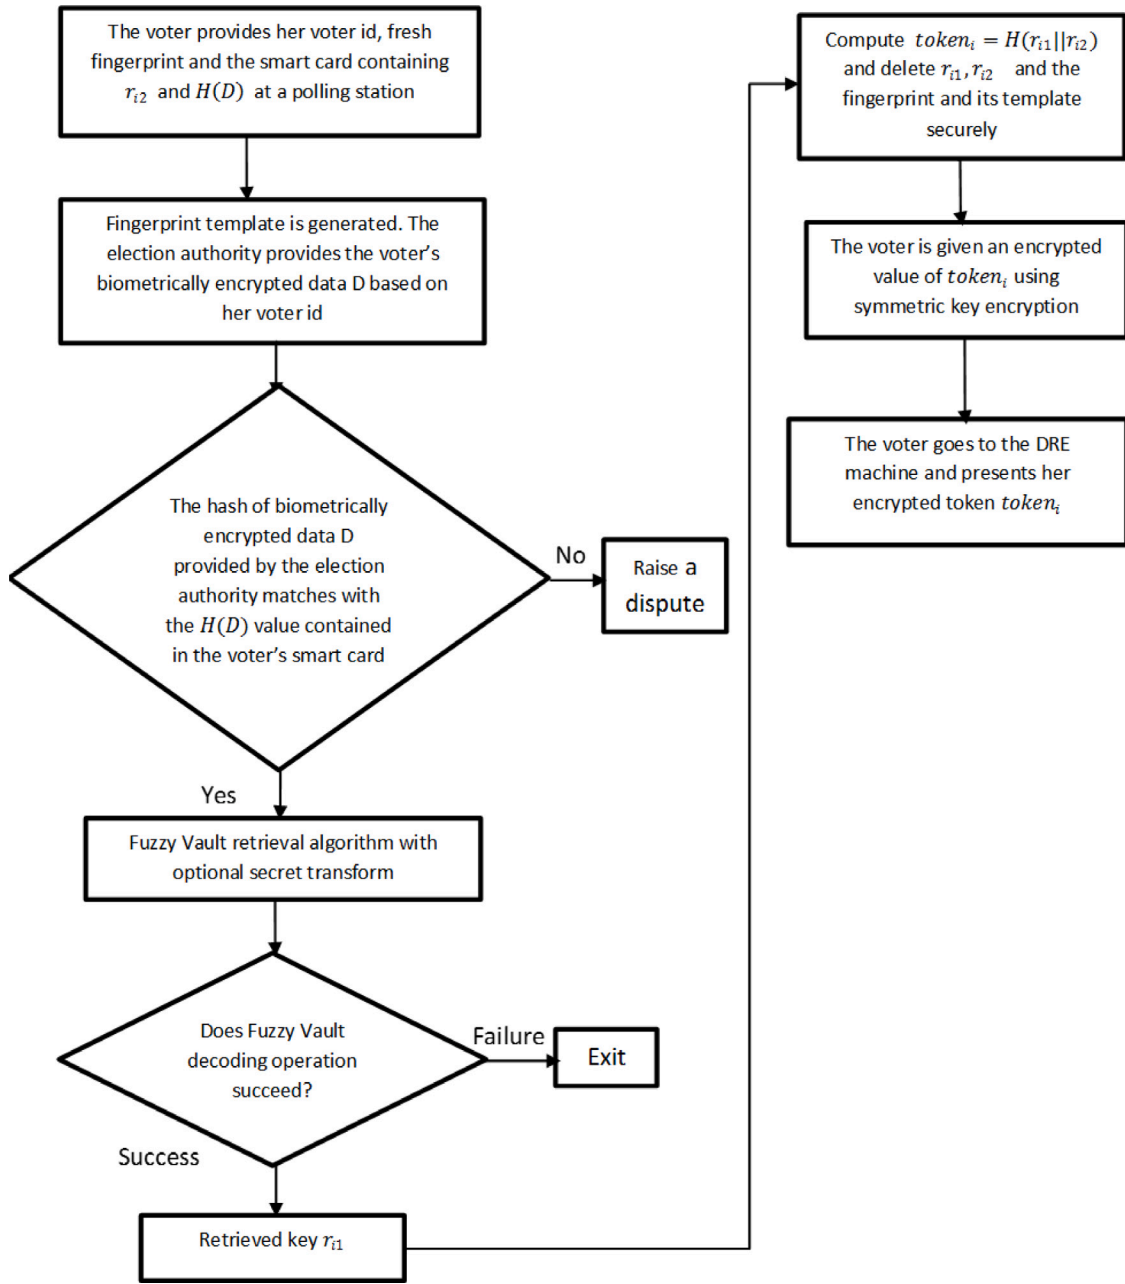 The voter provides her voter id, fresh
fingerprint and the smart card containing
r_{i2} and H(D) at a polling station
Fingerprint template is generated. The
election authority provides the voter’s
biometrically encrypted data D based on
her voter id
The hash of biometrically
encrypted data D
provided by the election
authority matches with
the H(D) value contained
in the voter’s smart card
No
Raise a
dispute
Yes
Fuzzy Vault retrieval algorithm with
optional secret transform
Does Fuzzy Vault
decoding operation
succeed?
Failure
Exit
Success
Retrieved key r_{i1}
Compute token_i = H(r_{i1}||r_{i2})
and delete r_{i1}, r_{i2} and the
fingerprint and its template
securely
The voter is given an encrypted
value of token_i using
symmetric key encryption
The voter goes to the DRE
machine and presents her
encrypted token token_i